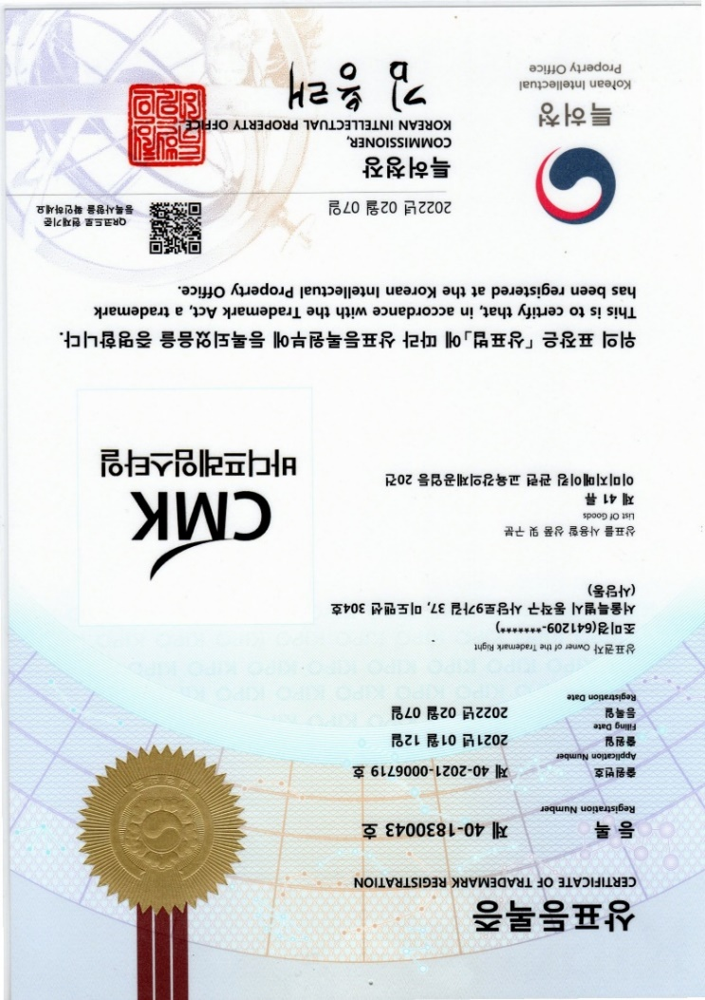 상표등록증
CERTIFICATE OF TRADEMARK REGISTRATION
등 록 제 40-1830043 호
Registration Number
출원번호 제 40-2021-0006719 호
Application Number
출원일 2021년 01월 12일
Filing Date
등록일 2022년 02월 07일
Registration Date
상표권자 Owner of the Trademark Right
조미경(641209-*******)
서울특별시 동작구 사당로9가길 37, 미도맨션 304호
(사당동)
상표를 사용할 상품 및 구분
List Of Goods
제 41 류
이미지메이킹 관련 교육강의제공업등 20건
CMK
바디프레임스타일
위의 표장은 「상표법」에 따라 상표등록원부에 등록되었음을 증명합니다.
This is to certify that, in accordance with the Trademark Act, a trademark
has been registered at the Korean Intellectual Property Office.
2022년 02월 07일
QR코드로 현재기준
등록사항을 확인하세요
특허청
Korean Intellectual
Property Office
특허청장
COMMISSIONER,
KOREAN INTELLECTUAL PROPERTY OFFICE
김용래